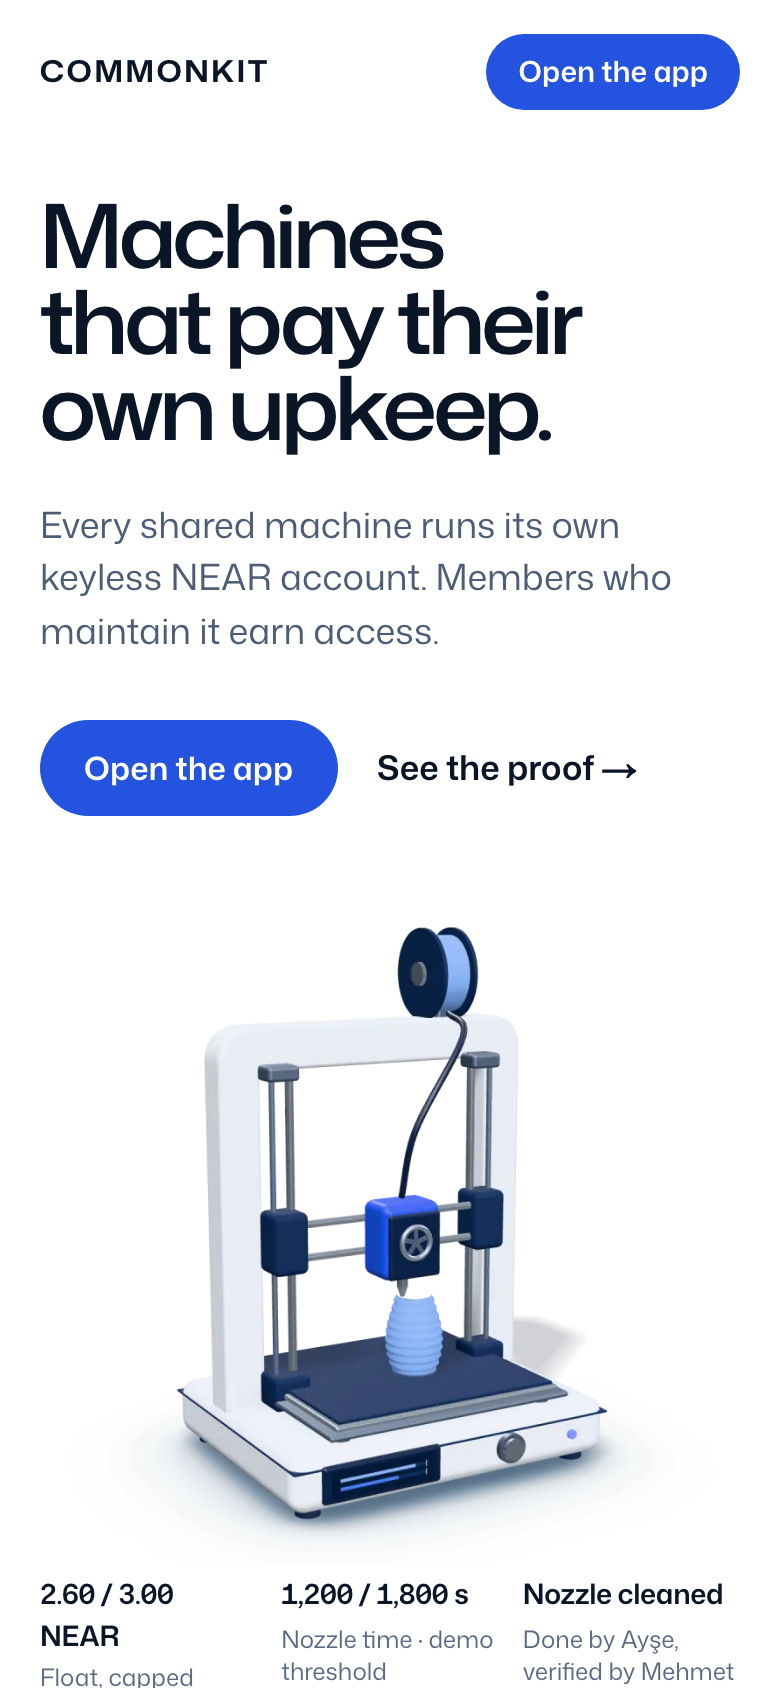 COMMONKIT
Open the app
Machines
that pay their
own upkeep.
Every shared machine runs its own
keyless NEAR account. Members who
maintain it earn access.
Open the app
See the proof →
2.60 / 3.00
NEAR
Float, capped
1,200 / 1,800 s
Nozzle time · demo
threshold
Nozzle cleaned
Done by Ayşe,
verified by Mehmet